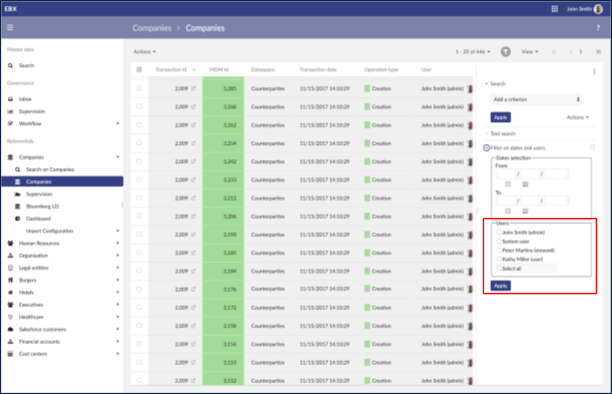 EBX
John Smith
Companies > Companies
?
Master data
Search
Governance
Inbox
Supervision
Workflow
Referentials
Companies
Search on Companies
Companies
Supervision
Bloomberg LEI
Dashboard
Import Configuration
Human Resources
Organization
Legal entities
Burgers
Hotels
Executives
Healthcare
Salesforce customers
Financial accounts
Cost centers
Actions
1 - 20 of 446
View
Transaction id MDM Id Dataspace Transaction date Operation type User
2,009 3,285 Counterparties 11/15/2017 14:10:29 Creation John Smith (admin)
2,009 3,268 Counterparties 11/15/2017 14:10:29 Creation John Smith (admin)
2,009 3,262 Counterparties 11/15/2017 14:10:29 Creation John Smith (admin)
2,009 3,254 Counterparties 11/15/2017 14:10:29 Creation John Smith (admin)
2,009 3,242 Counterparties 11/15/2017 14:10:29 Creation John Smith (admin)
2,009 3,233 Counterparties 11/15/2017 14:10:29 Creation John Smith (admin)
2,009 3,212 Counterparties 11/15/2017 14:10:29 Creation John Smith (admin)
2,009 3,206 Counterparties 11/15/2017 14:10:29 Creation John Smith (admin)
2,009 3,190 Counterparties 11/15/2017 14:10:29 Creation John Smith (admin)
2,009 3,185 Counterparties 11/15/2017 14:10:29 Creation John Smith (admin)
2,009 3,184 Counterparties 11/15/2017 14:10:29 Creation John Smith (admin)
2,009 3,176 Counterparties 11/15/2017 14:10:29 Creation John Smith (admin)
2,009 3,172 Counterparties 11/15/2017 14:10:29 Creation John Smith (admin)
2,009 3,158 Counterparties 11/15/2017 14:10:29 Creation John Smith (admin)
2,009 3,154 Counterparties 11/15/2017 14:10:29 Creation John Smith (admin)
2,009 3,153 Counterparties 11/15/2017 14:10:29 Creation John Smith (admin)
2,009 3,152 Counterparties 11/15/2017 14:10:29 Creation John Smith (admin)
Search
Add a criterion
Apply Actions
Text search
Filter on dates and users
Dates selection
From:
/ /
To:
/ /
Users
John Smith (admin)
System user
Peter Martins (steward)
Kathy Miller (user)
Select all
Apply